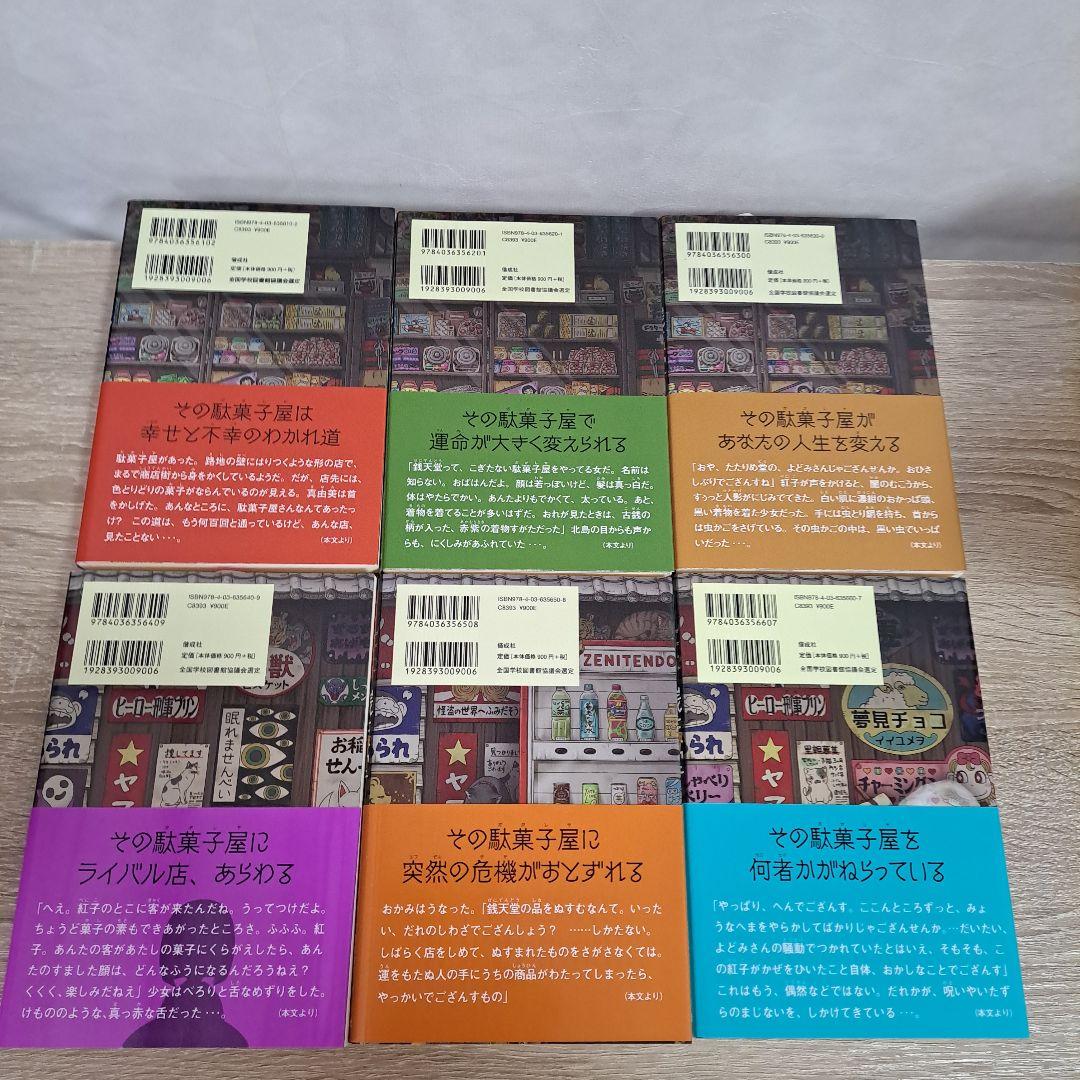 ISBN978-4-03-635610-2
C8393 ¥900E
9784036356102
偕成社
定価[本体価格 900 円+税]
1928393009006
全国学校図書館協議会選定
その駄菓子屋は
幸せと不幸のわかれ道
駄菓子屋があった。路地の壁にはりつくような形の店で、
まるで商店街から身をかくしているようだ。だが、店先には、
色とりどりの菓子がならんでいるのが見える。真由美は首
をかしげた。あんなところに、駄菓子屋さんなんてあったっ
け? この道は、もう何百回と通っているけど、あんな店、
見たことない‥‥。
(本文より)
ISBN978-4-03-635620-1
C8393 ¥900E
9784036356201
偕成社
定価[本体価格 900 円+税]
1928393009006
全国学校図書館協議会選定
その駄菓子屋で
運命が大きく変えられる
「銭天堂って、こぎたない駄菓子屋をやってる女だ。名前は
知らない。おばはんだよ。顔は若っぽいけど、髪は真っ白だ。
体はやたらでかい。あんたよりもでかくて、太っている。あと、
着物を着てることが多いはずだ。おれが見たときは、古銭の
柄が入った、赤紫の着物すがただった」北島の目からも声か
らも、にくしみがあふれていた‥‥。
(本文より)
ISBN978-4-03-635630-0
C8393 ¥900E
9784036356300
偕成社
定価[本体価格 900 円+税]
1928393009006
全国学校図書館協議会選定
その駄菓子屋が
あなたの人生を変える
「おや、たたりめ堂の、よどみさんじゃござんせんか。おひさ
しぶりでござんすね」紅子が声をかけると、闇のむこうから、
すっと人影がにじみでてきた。白い肌に濃紺のおかっぱ頭、
黒い着物を着た少女だった。手には虫とり網を持ち、首から
は虫かごをさげている。その虫かごの中は、黒い虫でいっぱ
いだった‥‥。
(本文より)
ISBN978-4-03-635640-9
C8393 ¥900E
9784036356409
偕成社
定価[本体価格 900 円+税]
1928393009006
全国学校図書館協議会選定
ヒーロー刑事プリン
眠れませんべい
お稲
せん
その駄菓子屋に
ライバル店、あらわる
「へえ。紅子のとこに客が来たんだね。うってつけだよ。
ちょうど菓子の素もできあがったところさ。ふふふ。紅
子。あんたの客があたしの菓子にくらがえしたら、あん
たのすました顔は、どんなふうになるんだろうねえ?
くくく、楽しみだねえ」少女はぺろりと舌なめずりをした。
けもののような、真っ赤な舌だった‥‥。
(本文より)
ISBN978-4-03-635650-8
C8393 ¥900E
9784036356508
偕成社
定価[本体価格 900 円+税]
1928393009006
全国学校図書館協議会選定
ZENITENDO
怪盗の世界へふみだそう
その駄菓子屋に
突然の危機がおとずれる
おかみはうなった。「銭天堂の品をぬすむなんて。いった
い、だれのしわざでござんしょう? ……しかたない。
しばらく店をしめて、ぬすまれたものをさがさなくては。
運をもたぬ人の手にうちの商品がわたってしまったら、
やっかいでござんすもの」
(本文より)
ISBN978-4-03-635660-7
C8393 ¥900E
9784036356607
偕成社
定価[本体価格 900 円+税]
1928393009006
全国学校図書館協議会選定
ヒーロー刑事プリン
夢見チョコ
イイユメヲ
チャーミング
その駄菓子屋を
何者かがねらっている
「やっぱり、へんでござんす。ここんところずっと、みょ
うなへまをやらかしてばかりじゃござんせんか。…だいたい、
よどみさんの騒動でつかれていたとはいえ、そもそも、こ
の紅子がかぜをひいたこと自体、おかしなことでござんす」
これはもう、偶然などではない。だれかが、呪いやいたず
らのまじないを、しかけてきている‥‥。
(本文より)